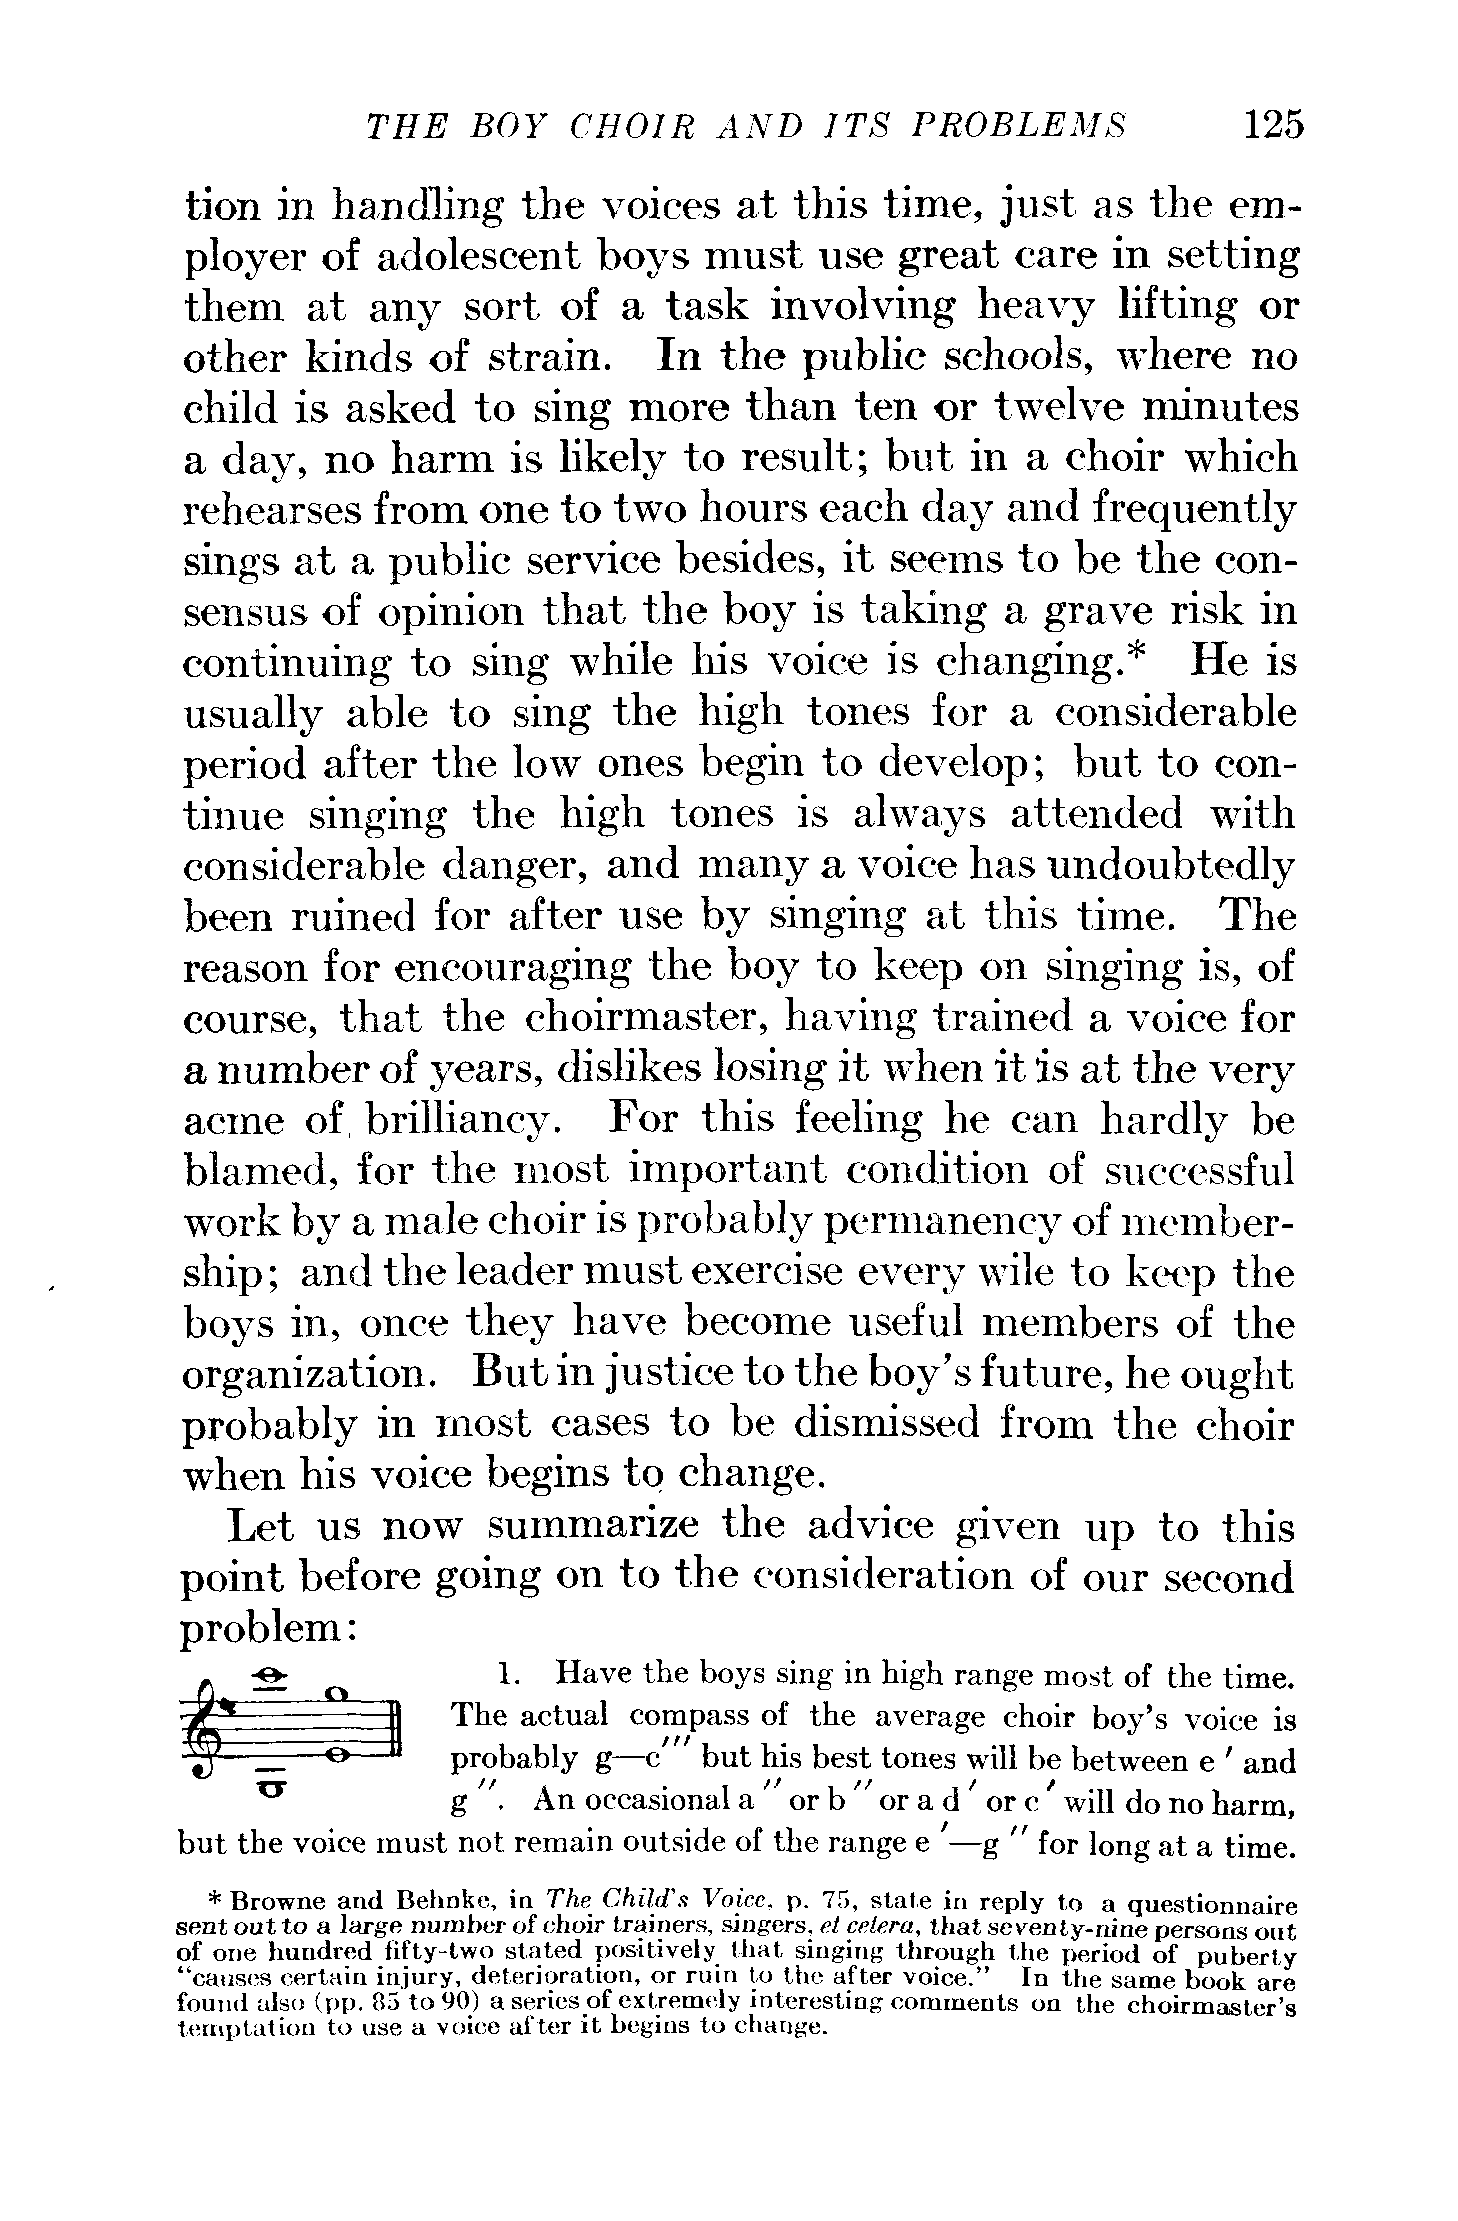 THE BOY CHOIR AND ITS PROBLEMS 125
tion in handling the voices at this time, just as the em-
ployer of adolescent boys must use great care in setting
them at any sort of a task involving heavy lifting or
other kinds of strain. In the public schools, where no
child is asked to sing more than ten or twelve minutes
a day, no harm is likely to result; but in a choir which
rehearses from one to two hours each day and frequently
sings at a public service besides, it seems to be the con-
sensus of opinion that the boy is taking a grave risk in
continuing to sing while his voice is changing.* He is
usually able to sing the high tones for a considerable
period after the low ones begin to develop; but to con-
tinue singing the high tones is always attended with
considerable danger, and many a voice has undoubtedly
been ruined for after use by singing at this time. The
reason for encouraging the boy to keep on singing is, of
course, that the choirmaster, having trained a voice for
a number of years, dislikes losing it when it is at the very
acme of brilliancy. For this feeling he can hardly be
blamed, for the most important condition of successful
work by a male choir is probably permanency of member-
ship; and the leader must exercise every wile to keep the
boys in, once they have become useful members of the
organization. But in justice to the boy's future, he ought
probably in most cases to be dismissed from the choir
when his voice begins to change.
Let us now summarize the advice given up to this
point before going on to the consideration of our second
problem:
1. Have the boys sing in high range most of the time.
The actual compass of the average choir boy's voice is
probably g—c''' but his best tones will be between e ' and
g ''. An occasional a '' or b '' or a d ' or c ' will do no harm,
but the voice must not remain outside of the range e '—g '' for long at a time.
* Browne and Behnke, in The Child's Voice, p. 75, state in reply to a questionnaire
sent out to a large number of choir trainers, singers, et cetera, that seventy-nine persons out
of one hundred fifty-two stated positively that singing through the period of puberty
"causes certain injury, deterioration, or ruin to the after voice." In the same book are
found also (pp. 85 to 90) a series of extremely interesting comments on the choirmaster's
temptation to use a voice after it begins to change.